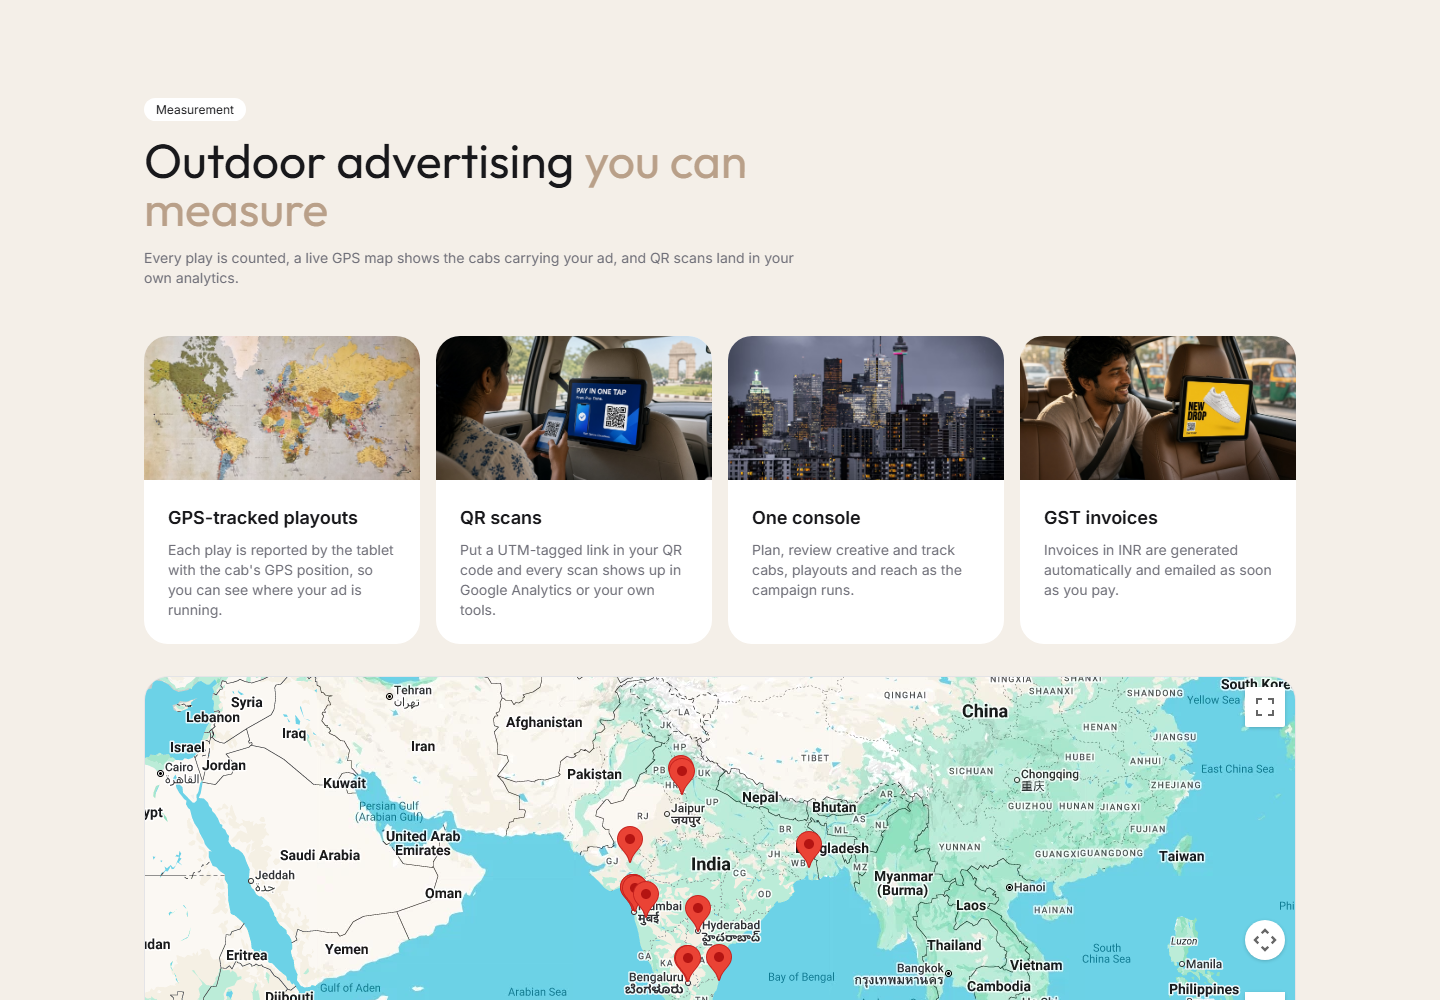 Measurement
Outdoor advertising you can
measure
Every play is counted, a live GPS map shows the cabs carrying your ad, and QR scans land in your
own analytics.
PAY IN ONE TAP
NEW
DROP
GPS-tracked playouts
Each play is reported by the tablet
with the cab's GPS position, so
you can see where your ad is
running.
QR scans
Put a UTM-tagged link in your QR
code and every scan shows up in
Google Analytics or your own
tools.
One console
Plan, review creative and track
cabs, playouts and reach as the
campaign runs.
GST invoices
Invoices in INR are generated
automatically and emailed as soon
as you pay.
NINGXIA
SHANXI
South Kore
Syria
Tehran
تهران
LA
QINGHAI
SHAANXI
SHANDONG
Yellow Sea
Lebanon
Afghanistan
JK
China
HENAN
JIANGSU
Israel
Iraq
Iran
HP
TIBET
HUBEI
ANHUI
East China Sea
Cairo
القاهرة
Jordan
Kuwait
Pakistan
PB
UK
SICHUAN
Chongqing
重庆
ZHEJIANG
Persian Gulf
(Arabian Gulf)
RJ
Jaipur
जयपुर
UP
Nepal
Bhutan
AR
GUIZHOU
HUNAN
JIANGXI
ypt
United Arab
Emirates
BR
ML
AS
NL
FUJIAN
Saudi Arabia
GJ
India
JH
WB
gladesh
MZ
YUNNAN
GUANGXI
GUANGDONG
Taiwan
Jeddah
جدة
CG
Myanmar
(Burma)
Hanoi
Oman
OD
Laos
HAINAN
Phi
mbai
मुंबई
Hyderabad
హైదరాబాద్
udan
Eritrea
Yemen
GA
KA
Thailand
South
China Sea
Luzon
Bengaluru
ಬೆಂಗಳೂರು
Bay of Bengal
Bangkok
กรุงเทพมหานคร
Vietnam
Manila
Djibouti
Gulf of Aden
Arabian Sea
TN
Cambodia
Philippines